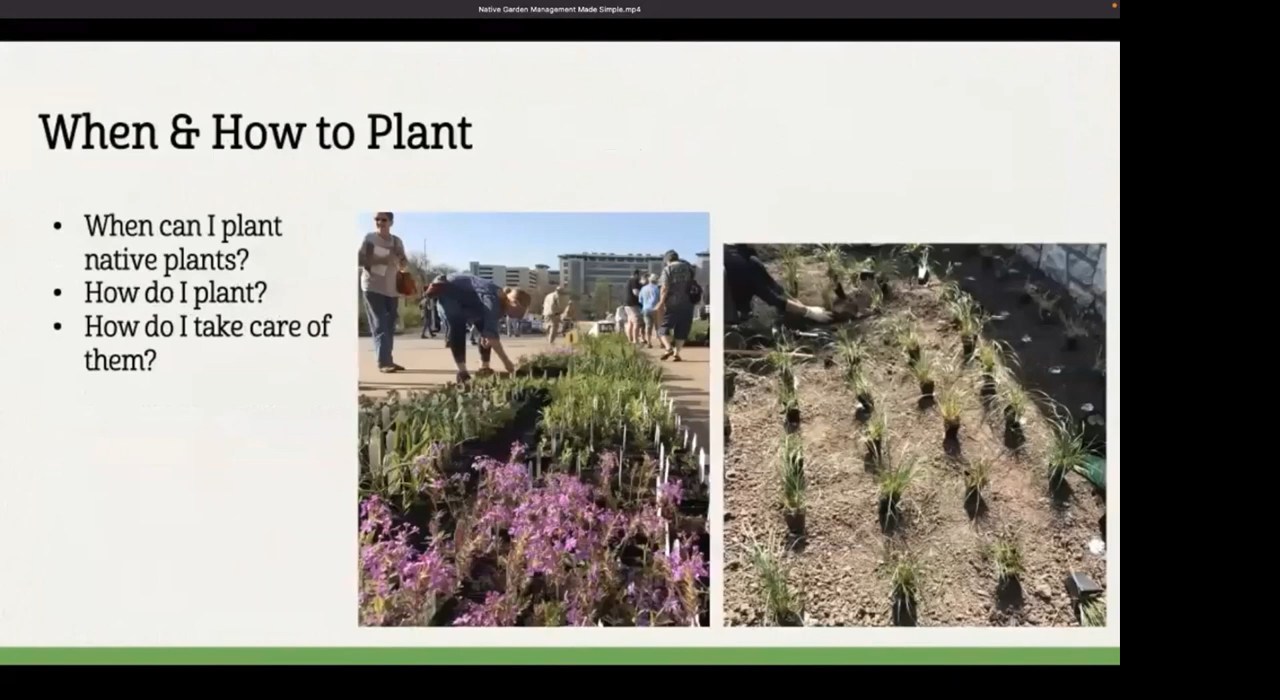 Native Garden Management Made Simple.mp4
When & How to Plant
• When can I plant
native plants?
• How do I plant?
• How do I take care of
them?